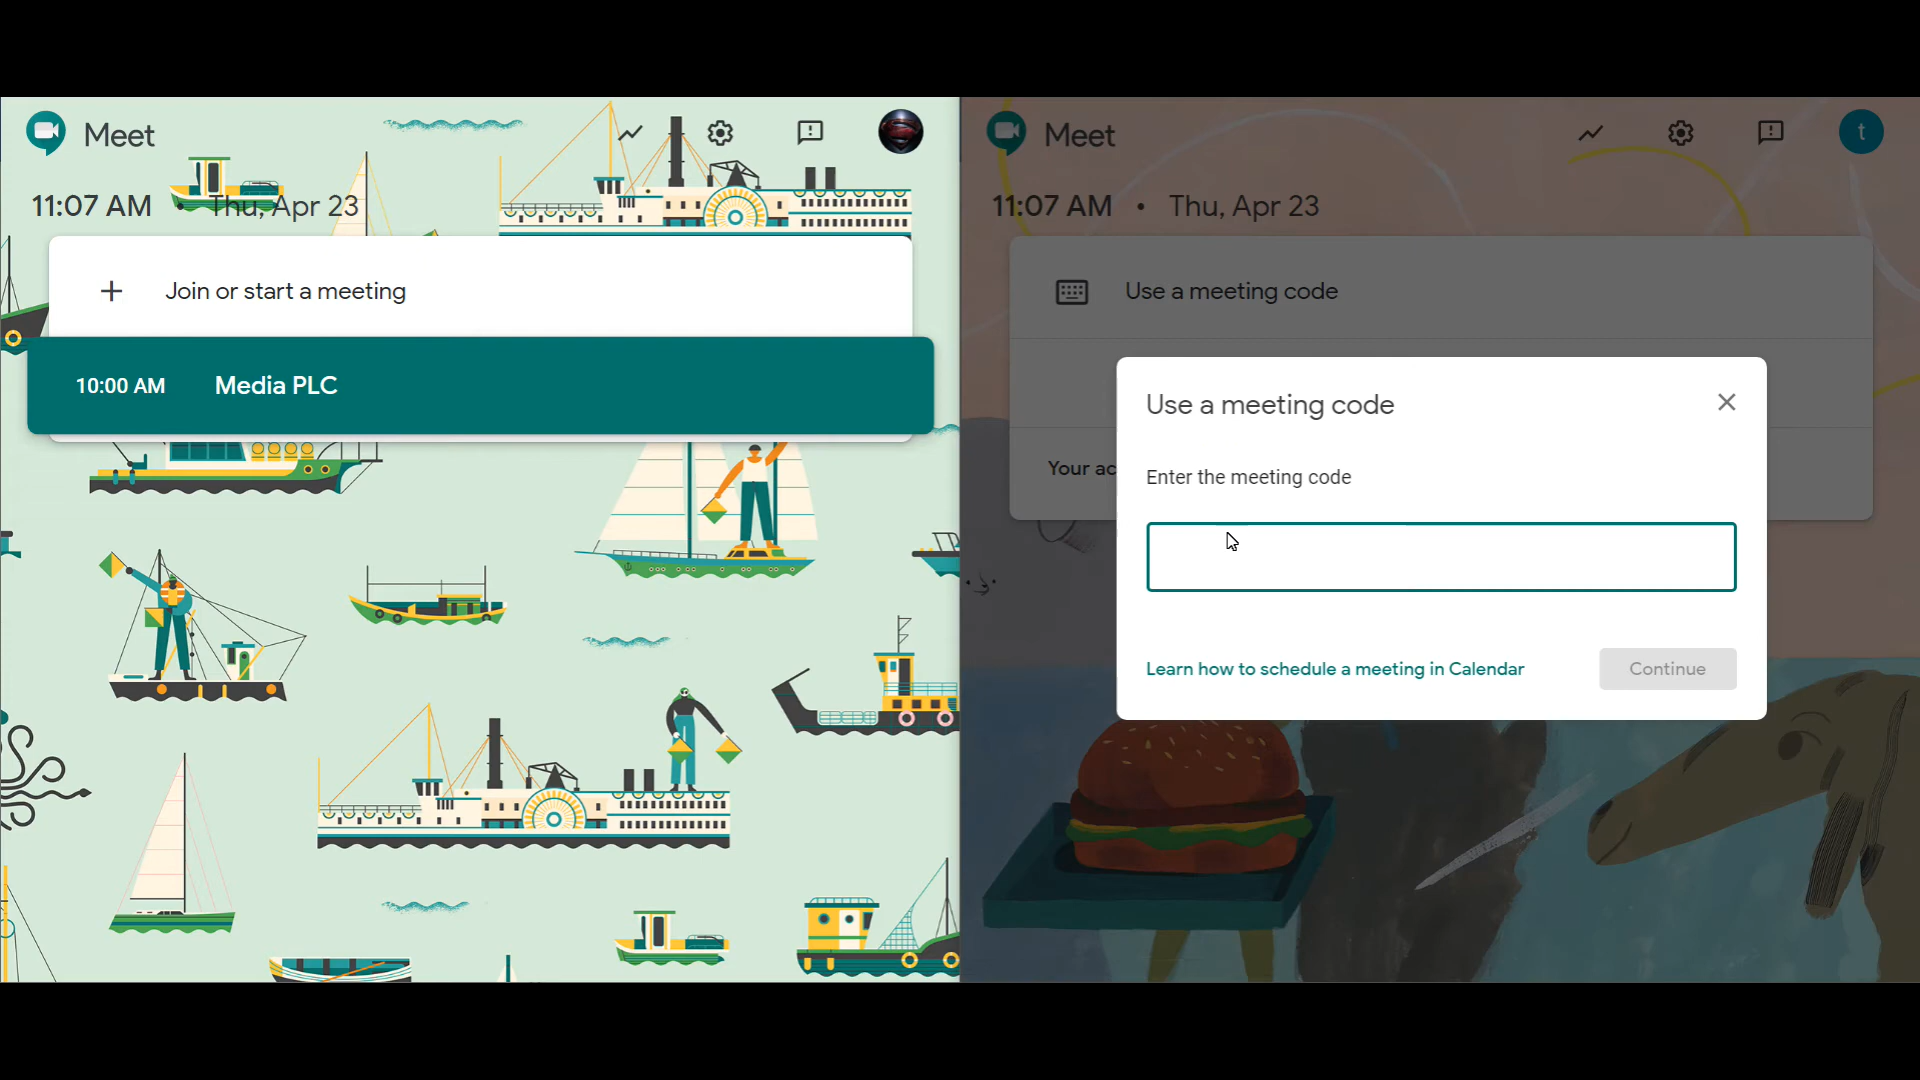 Meet
11:07 AM • Thu, Apr 23
Join or start a meeting
10:00 AM Media PLC
Meet
t
11:07 AM • Thu, Apr 23
Use a meeting code
Your ac
Use a meeting code
Enter the meeting code
Learn how to schedule a meeting in Calendar
Continue